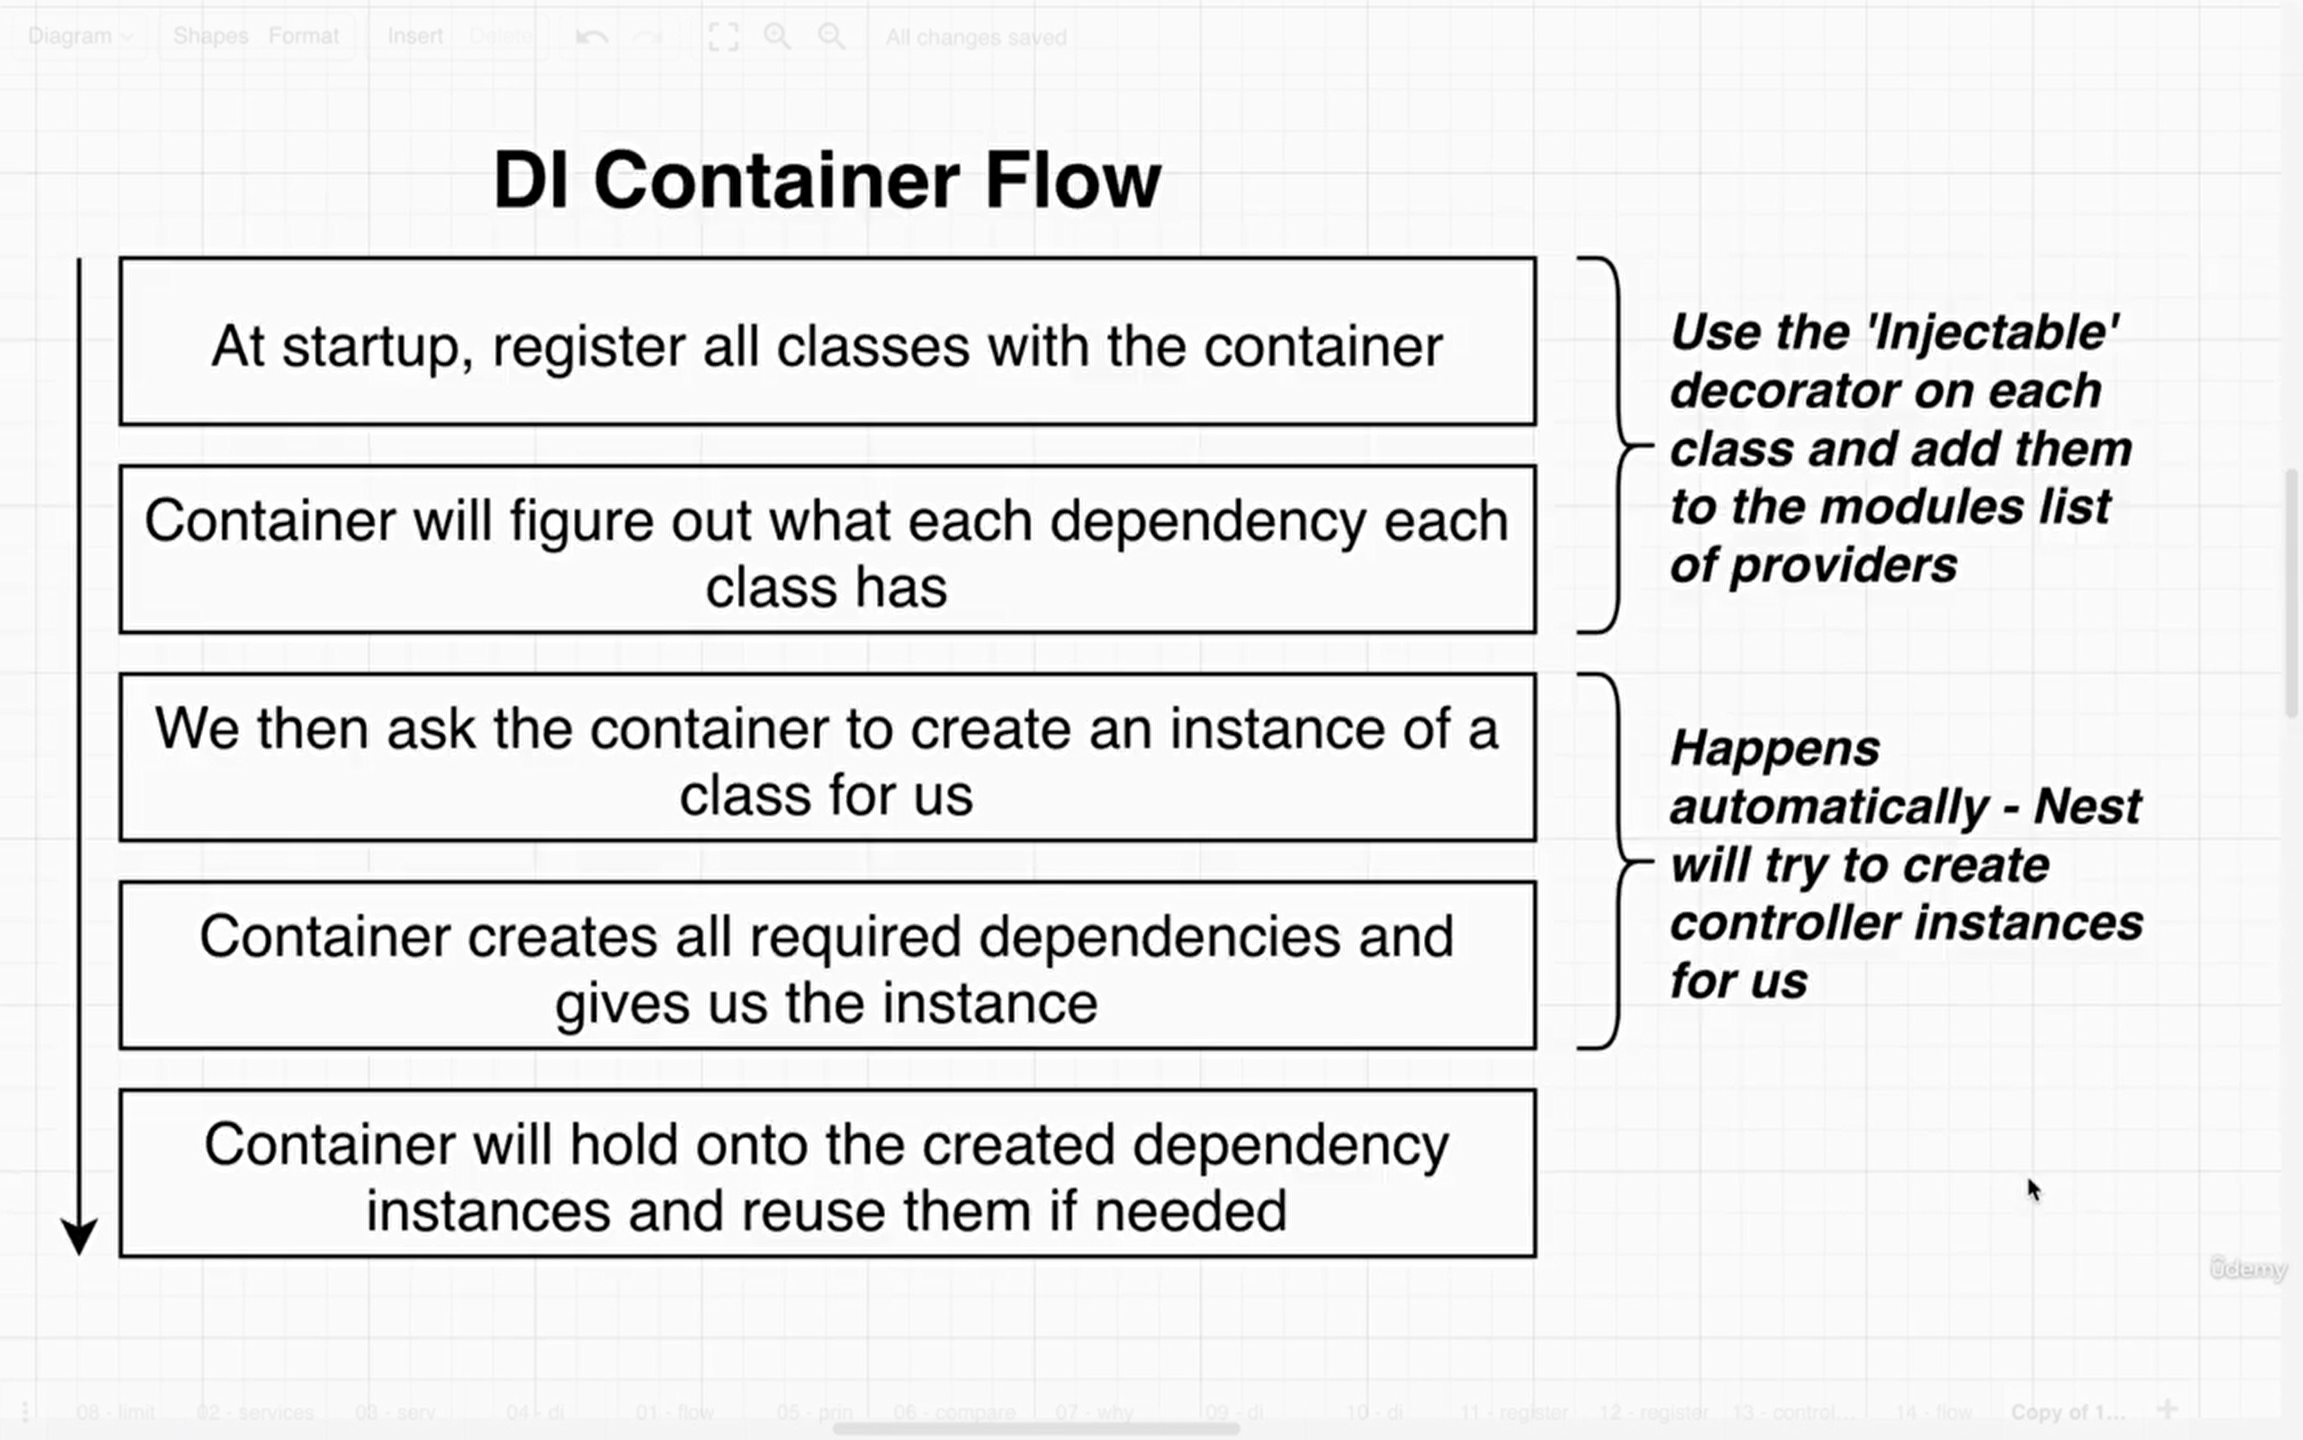 Diagram
Shapes
Format
Insert
Delete
All changes saved
DI Container Flow
At startup, register all classes with the container
Container will figure out what each dependency each
class has
We then ask the container to create an instance of a
class for us
Container creates all required dependencies and
gives us the instance
Container will hold onto the created dependency
instances and reuse them if needed
Use the 'Injectable'
decorator on each
class and add them
to the modules list
of providers
Happens
automatically - Nest
will try to create
controller instances
for us
ûdemy
08 - limit
02 - services
03 - serv
04 - di
01 - flow
05 - prin
06 - compare
07 - why
09 - di
10 - di
11 - register
12 - register
13 - control...
14 - flow
Copy of 1...